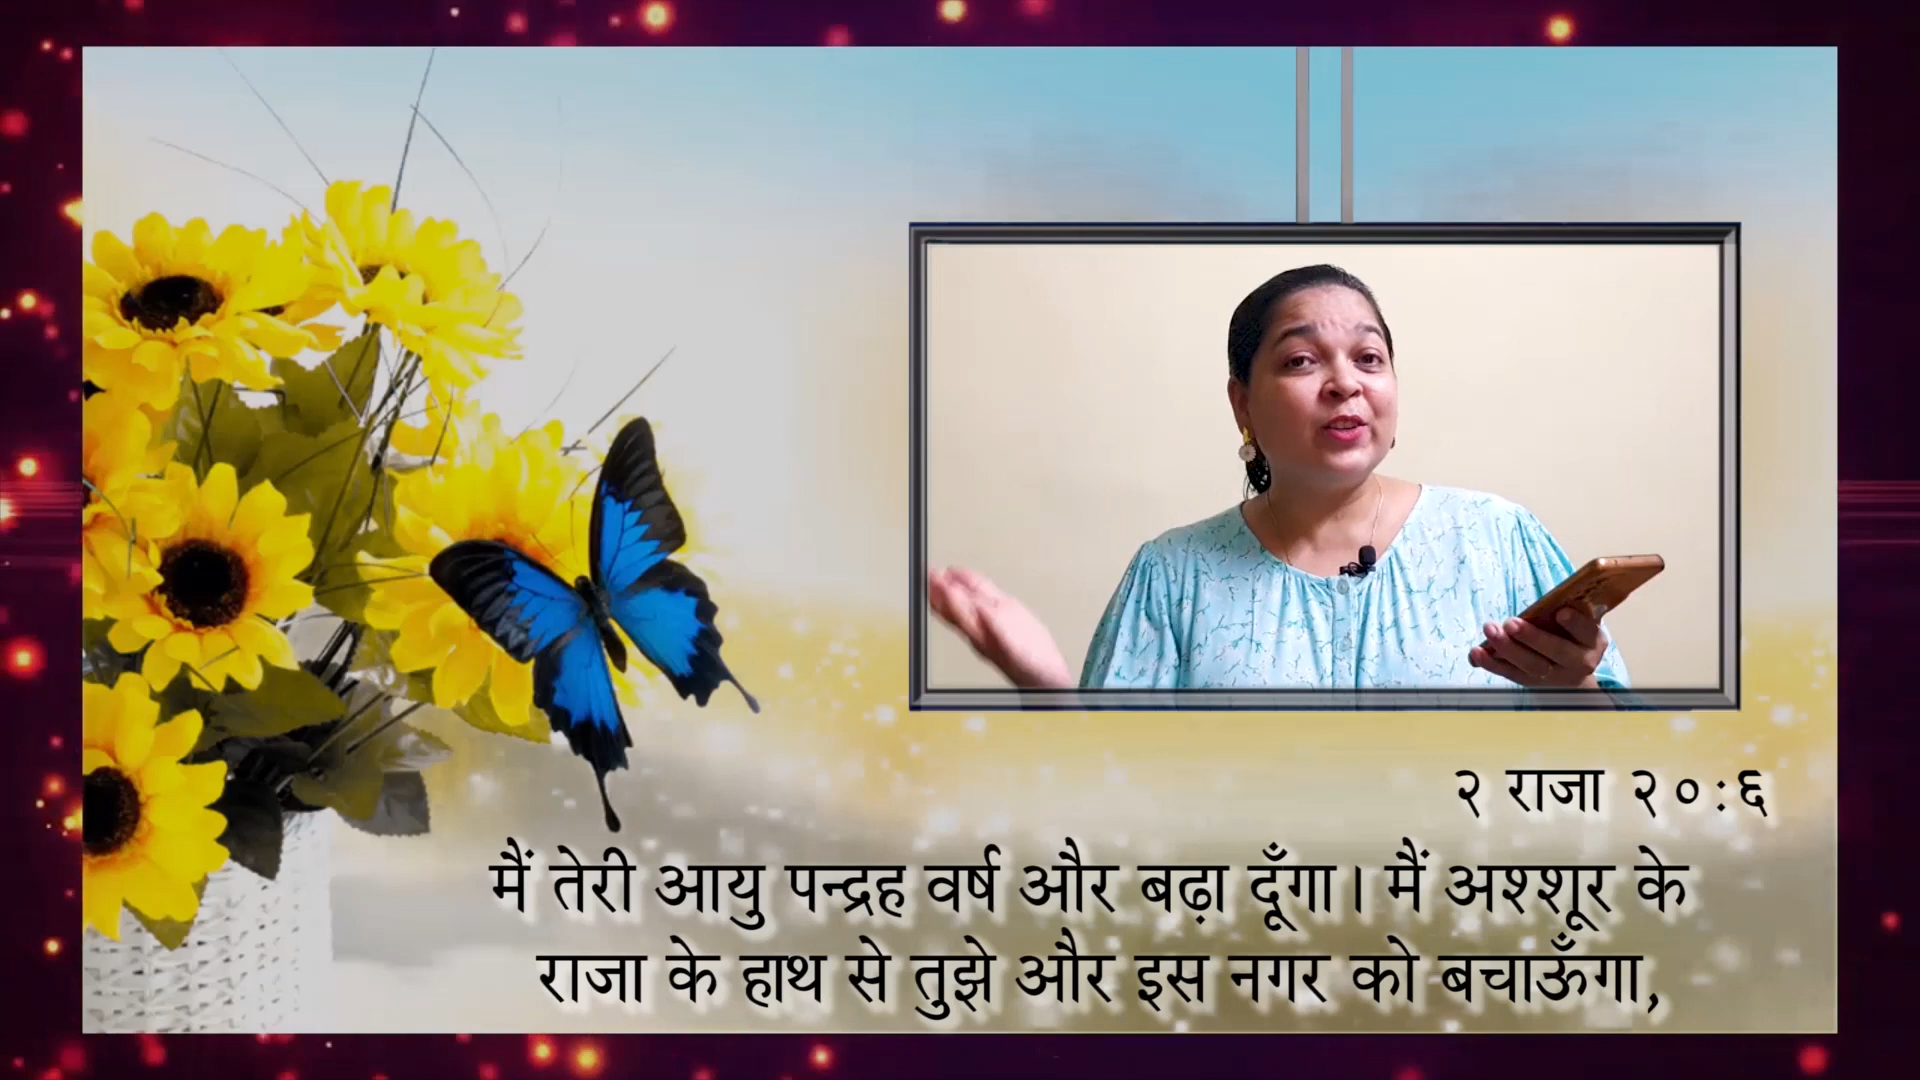 २ राजा २०:६
मैं तेरी आयु पन्द्रह वर्ष और बढ़ा दूँगा। मैं अश्शूर के
राजा के हाथ से तुझे और इस नगर को बचाऊँगा,